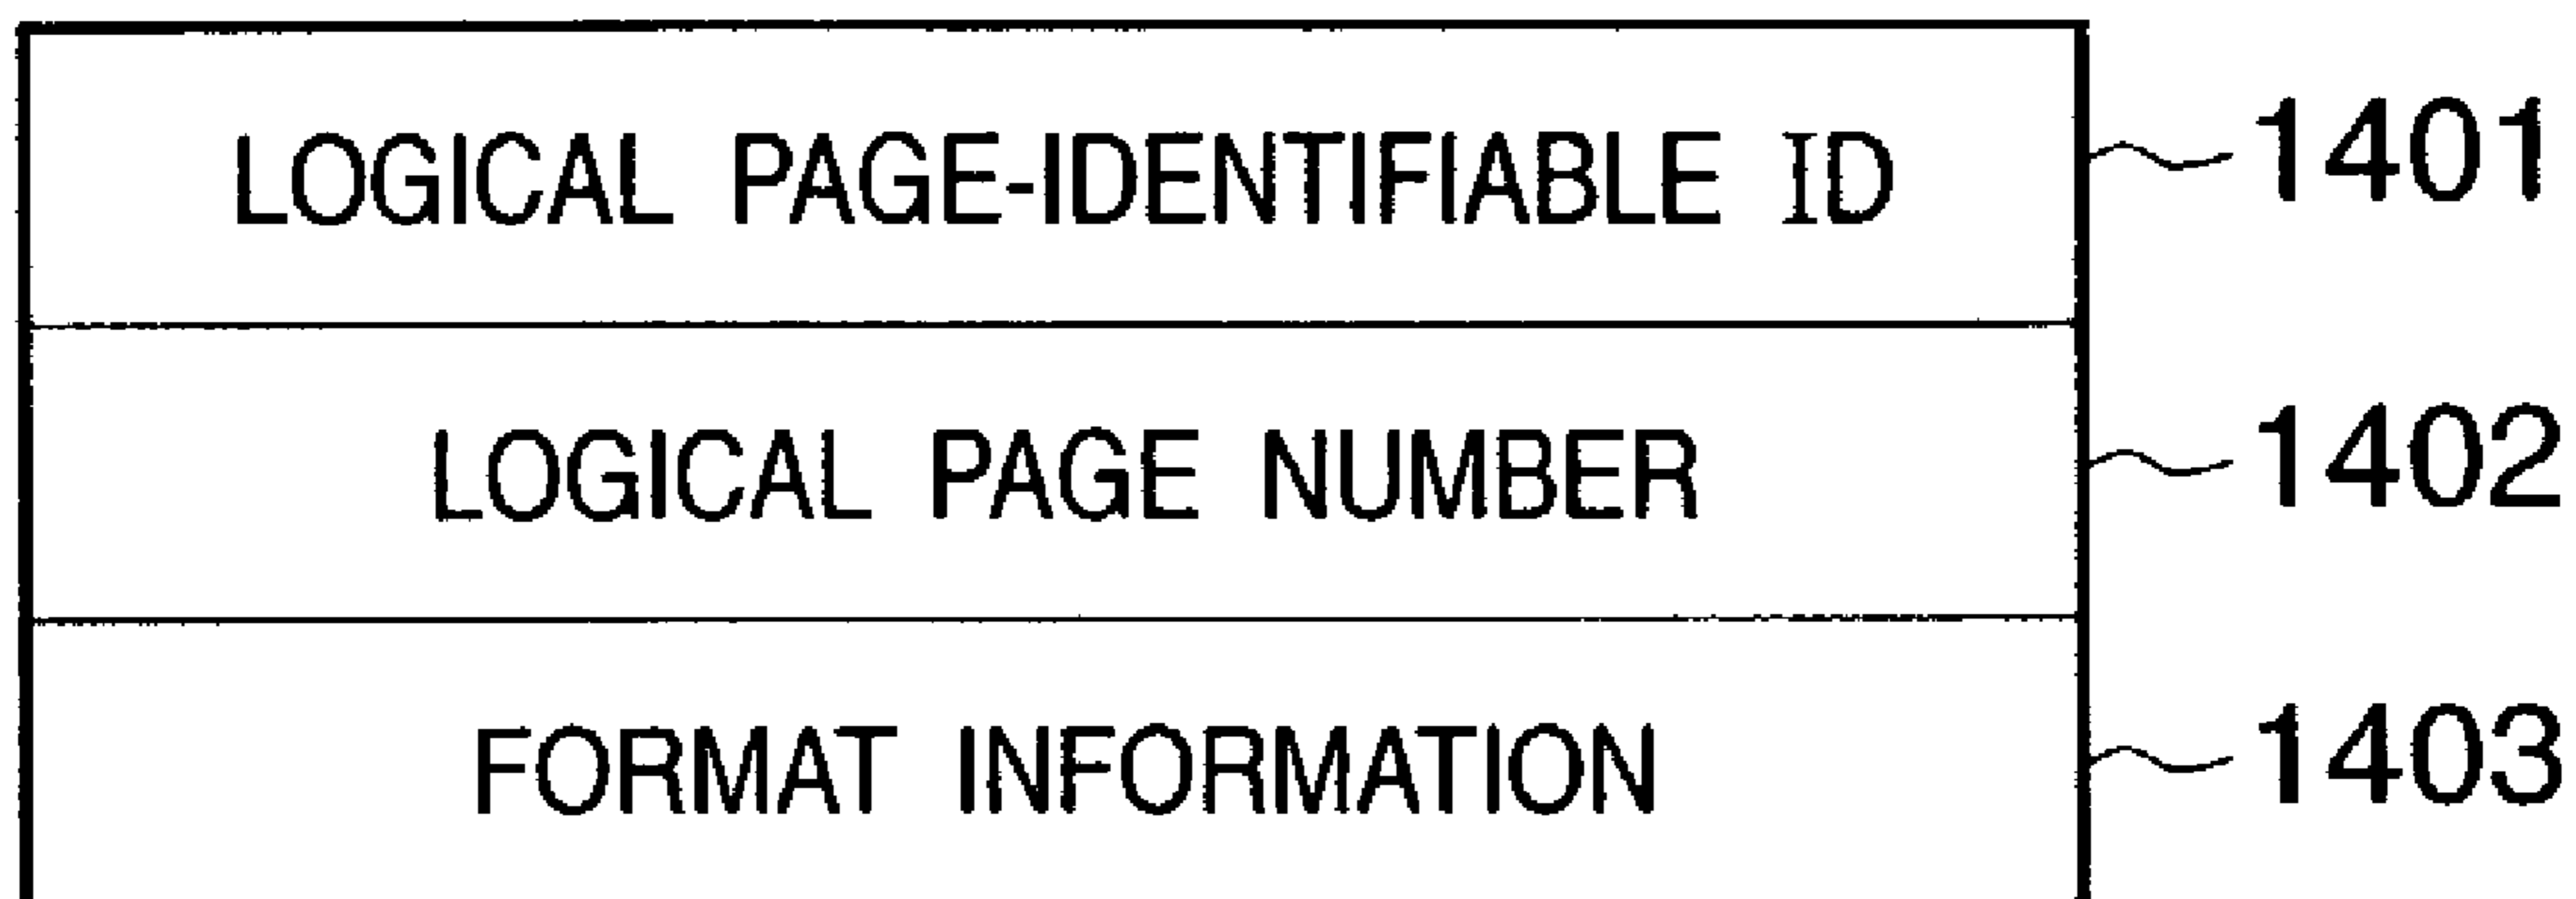 LOGICAL PAGE-IDENTIFIABLE ID 1401
LOGICAL PAGE NUMBER 1402
FORMAT INFORMATION 1403